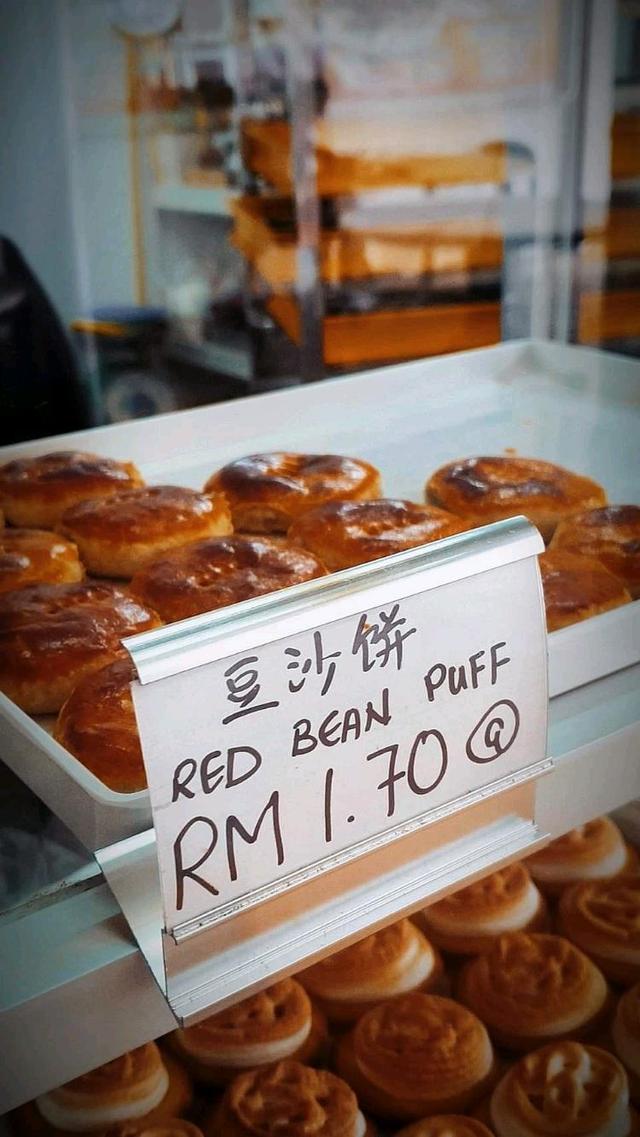 豆沙饼
RED BEAN PUFF
RM 1.70 @